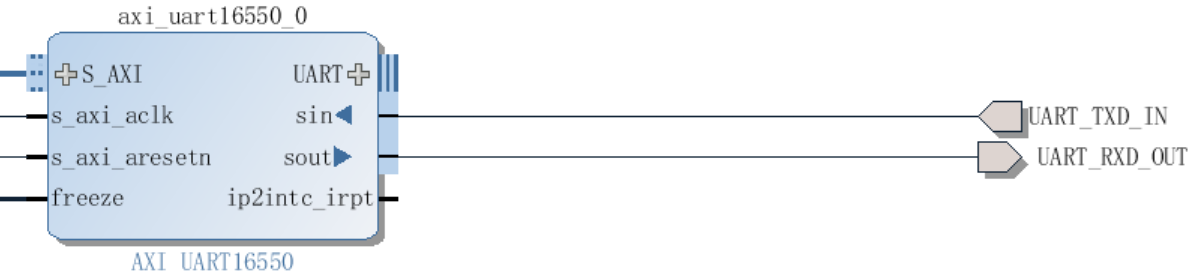 axi_uart16550_0
S_AXI UART
s_axi_aclk sin UART_TXD_IN
s_axi_aresetn sout UART_RXD_OUT
freeze ip2intc_irpt
AXI UART16550